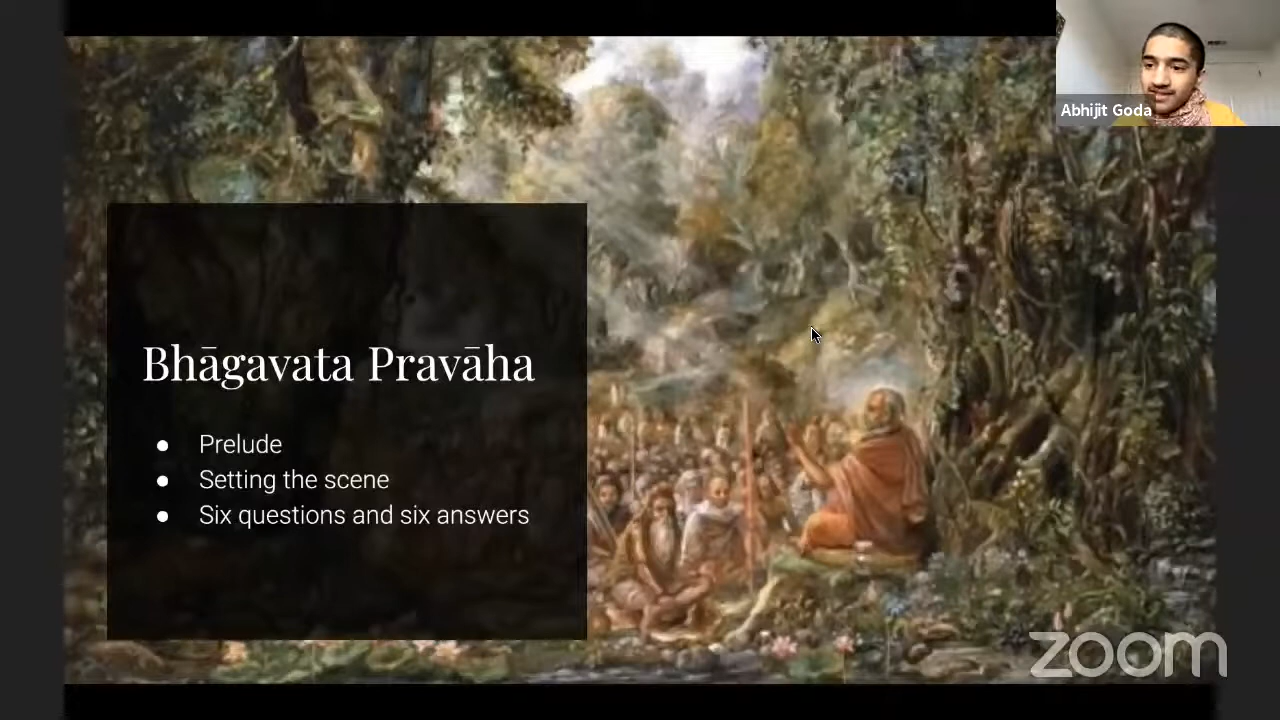 Abhijit Goda
Bhāgavata Pravāha
● Prelude
● Setting the scene
● Six questions and six answers
zoom